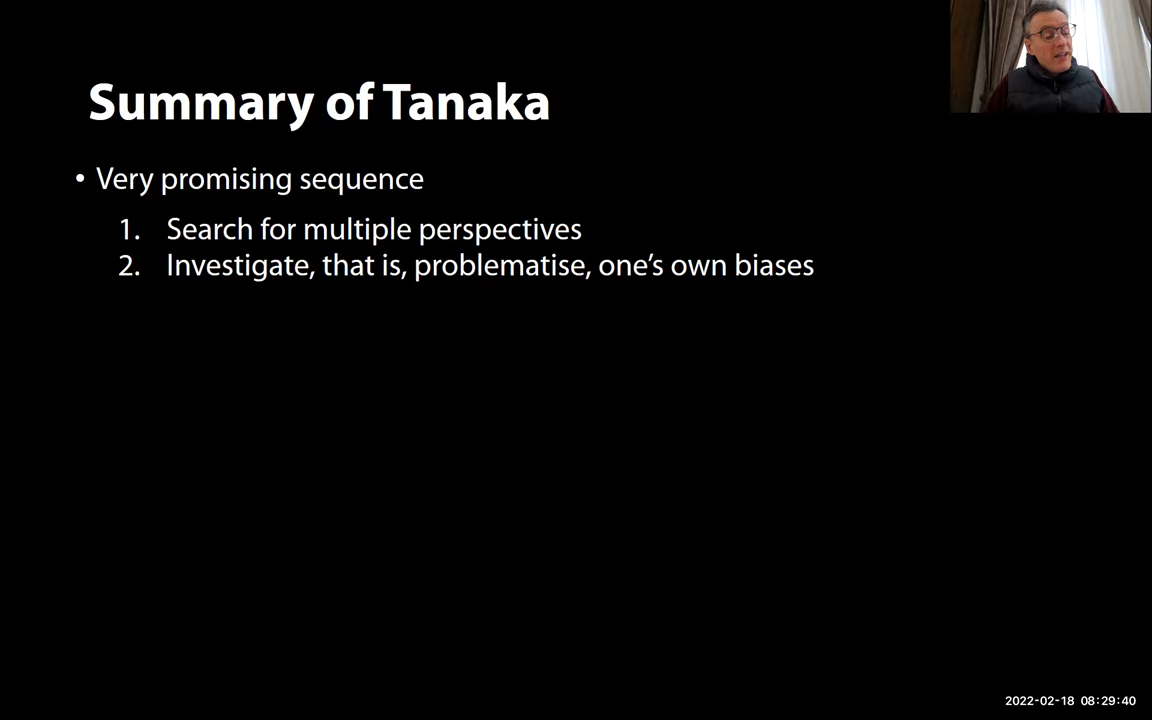 Summary of Tanaka
• Very promising sequence
1. Search for multiple perspectives
2. Investigate, that is, problematise, one’s own biases
2022-02-18 08:29:40